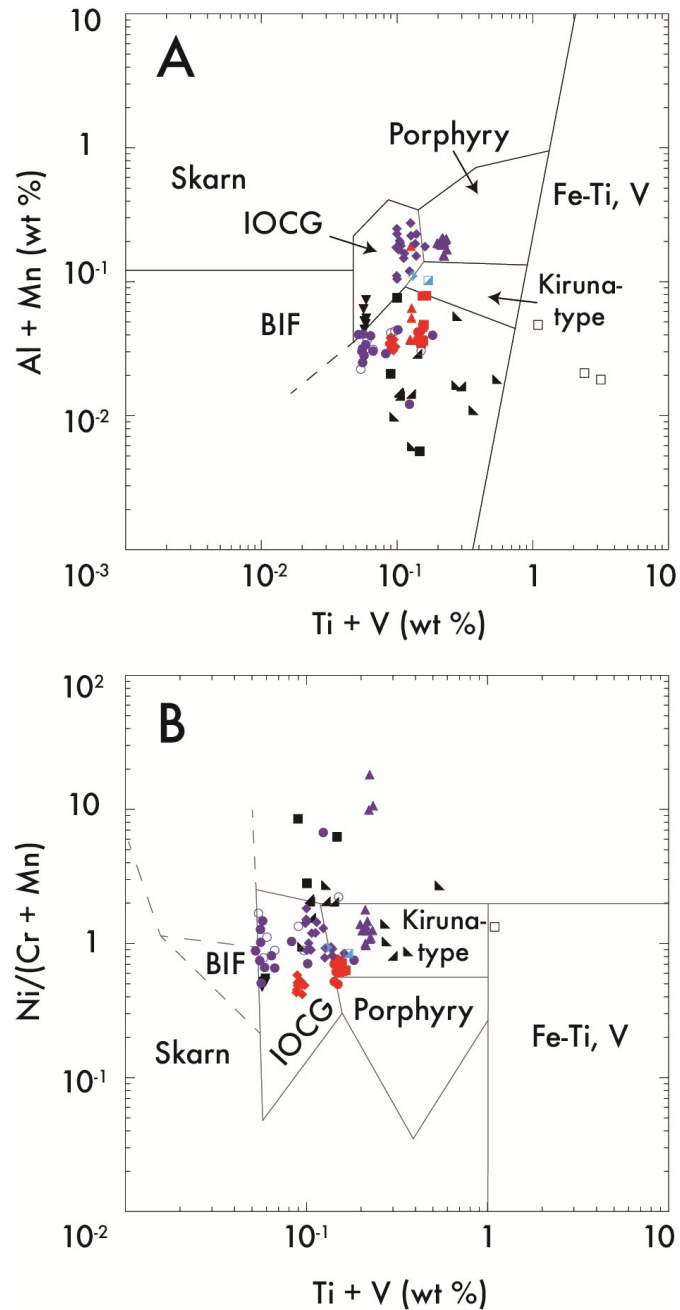 A
10
1
10-1
10-2
10-3
Al + Mn (wt %)
Skarn
Porphyry
IOCG
Fe-Ti, V
BIF
Kiruna-
type
10-2
10-1
1
10
Ti + V (wt %)
B
102
10
1
10-1
10-2
Ni/(Cr + Mn)
Kiruna-
type
BIF
IOCG
Porphyry
Skarn
Fe-Ti, V
10-1
1
10
Ti + V (wt %)